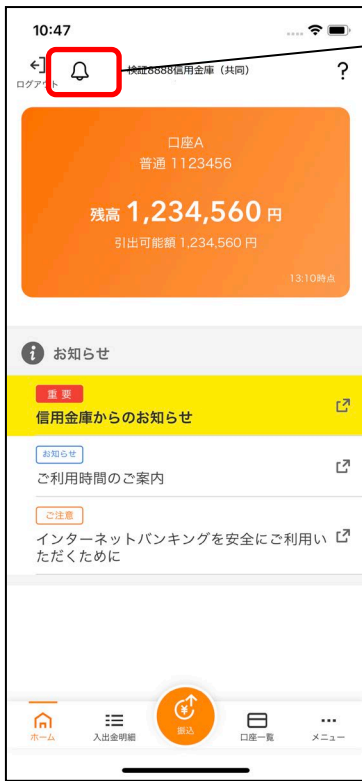 10:47
ログアウト
検証8888信用金庫（共同）
?
口座A
普通 1123456
残高 1,234,560 円
引出可能額 1,234,560 円
13:10時点
お知らせ
重要
信用金庫からのお知らせ
お知らせ
ご利用時間のご案内
ご注意
インターネットバンキングを安全にご利用い
ただくために
ホーム
入出金明細
振込
口座一覧
メニュー